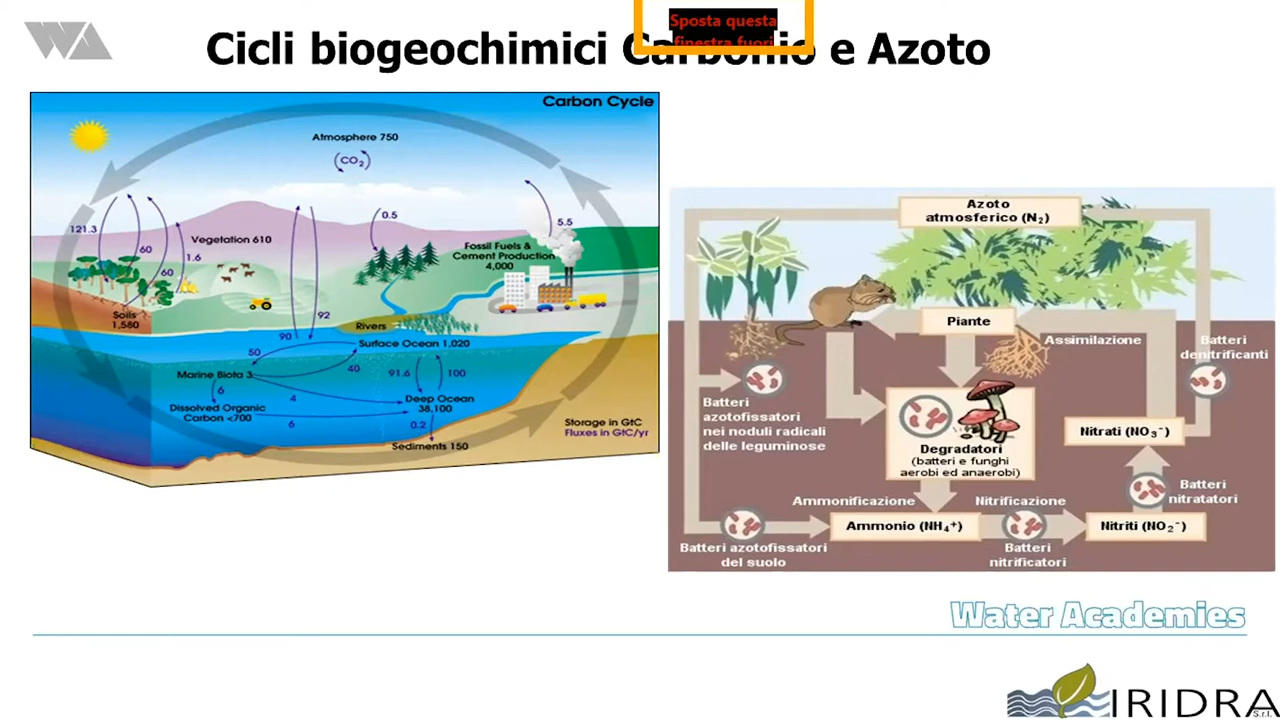 WA
Sposta questa
finestra fuori
Cicli biogeochimici Carbonio e Azoto
Carbon Cycle
Atmosphere 750
CO₂
121.3
60
60
1.6
Vegetation 610
0.5
5.5
Fossil Fuels &
Cement Production
4,000
Soils
1,580
90
92
Rivers
Surface Ocean 1,020
50
40
Marine Biota 3
91.6
100
6
4
Dissolved Organic
Carbon <700
Deep Ocean
38,100
6
0.2
Sediments 150
Storage in GtC
Fluxes in GtC/yr
Azoto
atmosferico (N₂)
Piante
Assimilazione
Batteri
denitrificanti
Batteri
azotofissatori
nei noduli radicali
delle leguminose
Degradatori
(batteri e funghi
aerobi ed anaerobi)
Nitrati (NO₃⁻)
Batteri
nitratatori
Ammonificazione
Nitrificazione
Ammonio (NH₄⁺)
Nitriti (NO₂⁻)
Batteri azotofissatori
del suolo
Batteri
nitrificatori
Water Academies
IRIDRA
S.r.l.